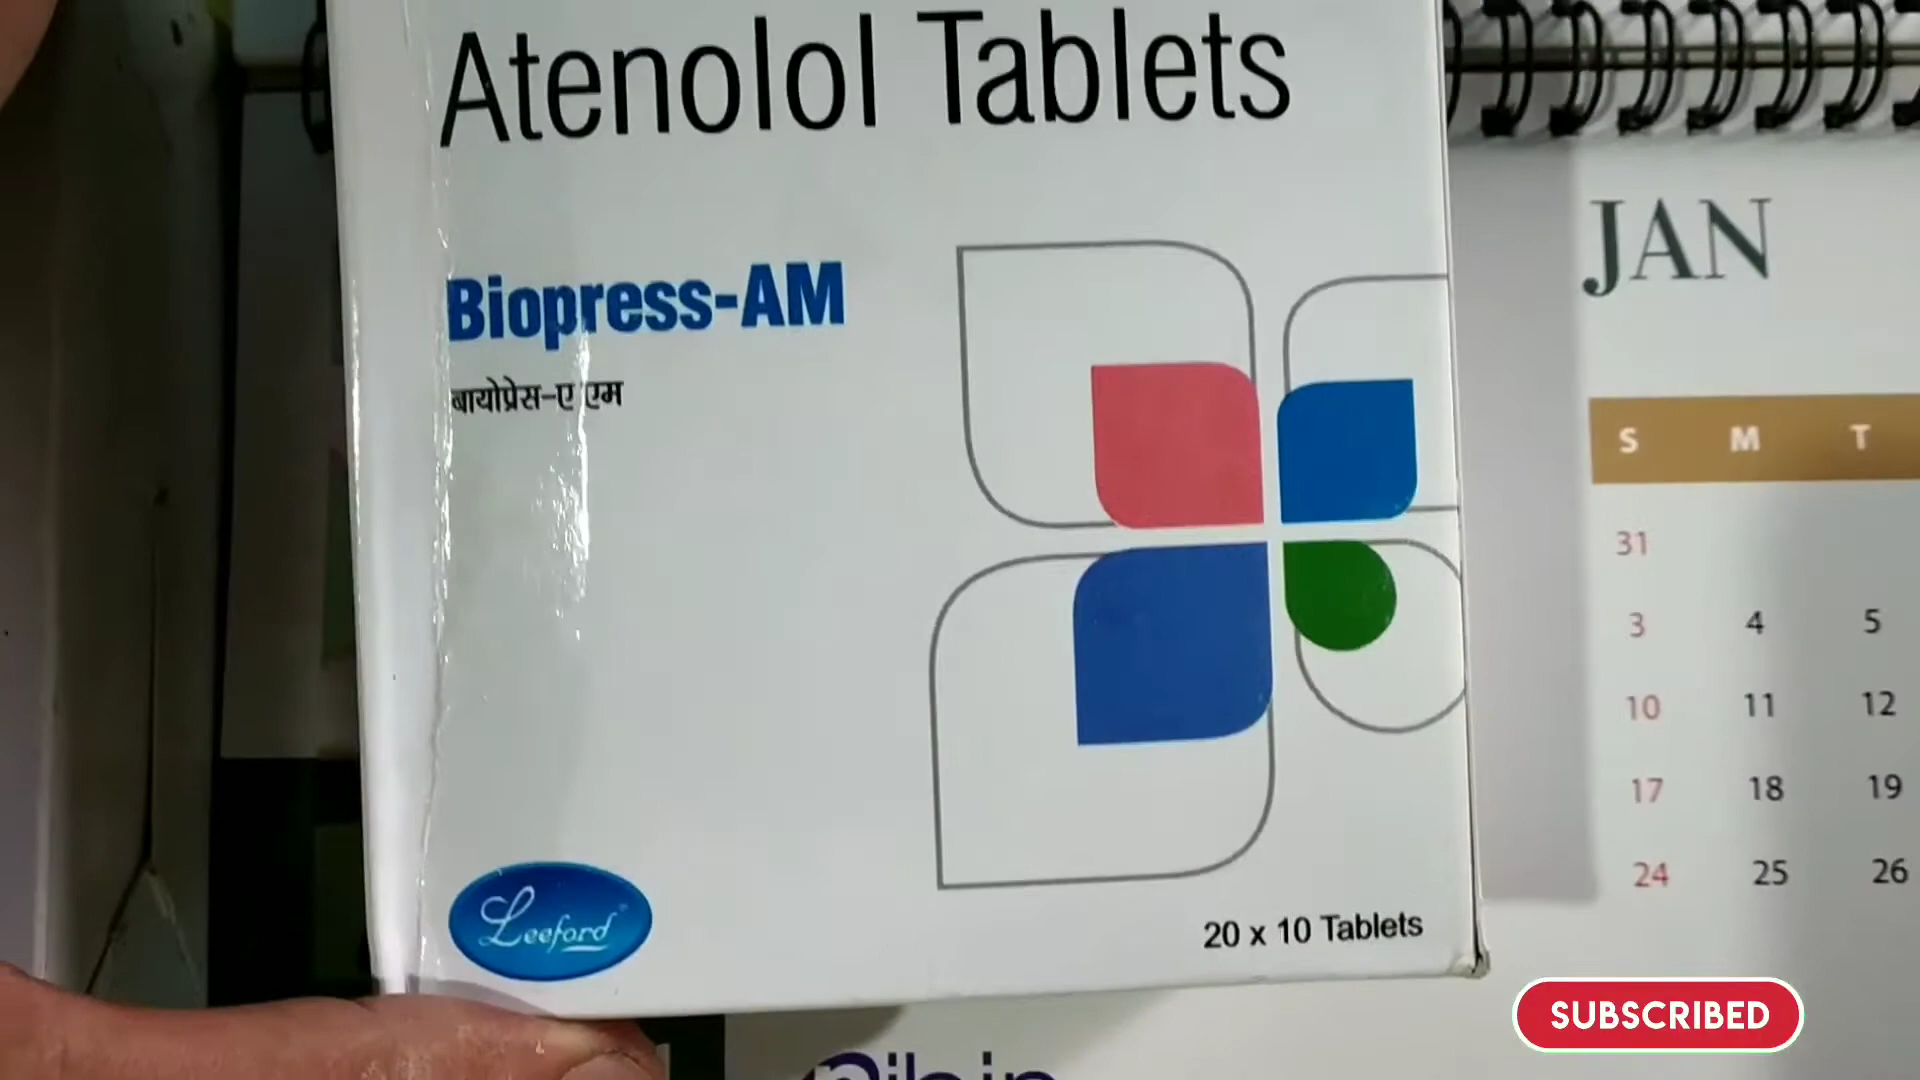 Atenolol Tablets
Biopress-AM
बायोप्रेस-ए एम
Leeford
20 x 10 Tablets
JAN
S M T
31
3 4 5
10 11 12
17 18 19
24 25 26
SUBSCRIBED